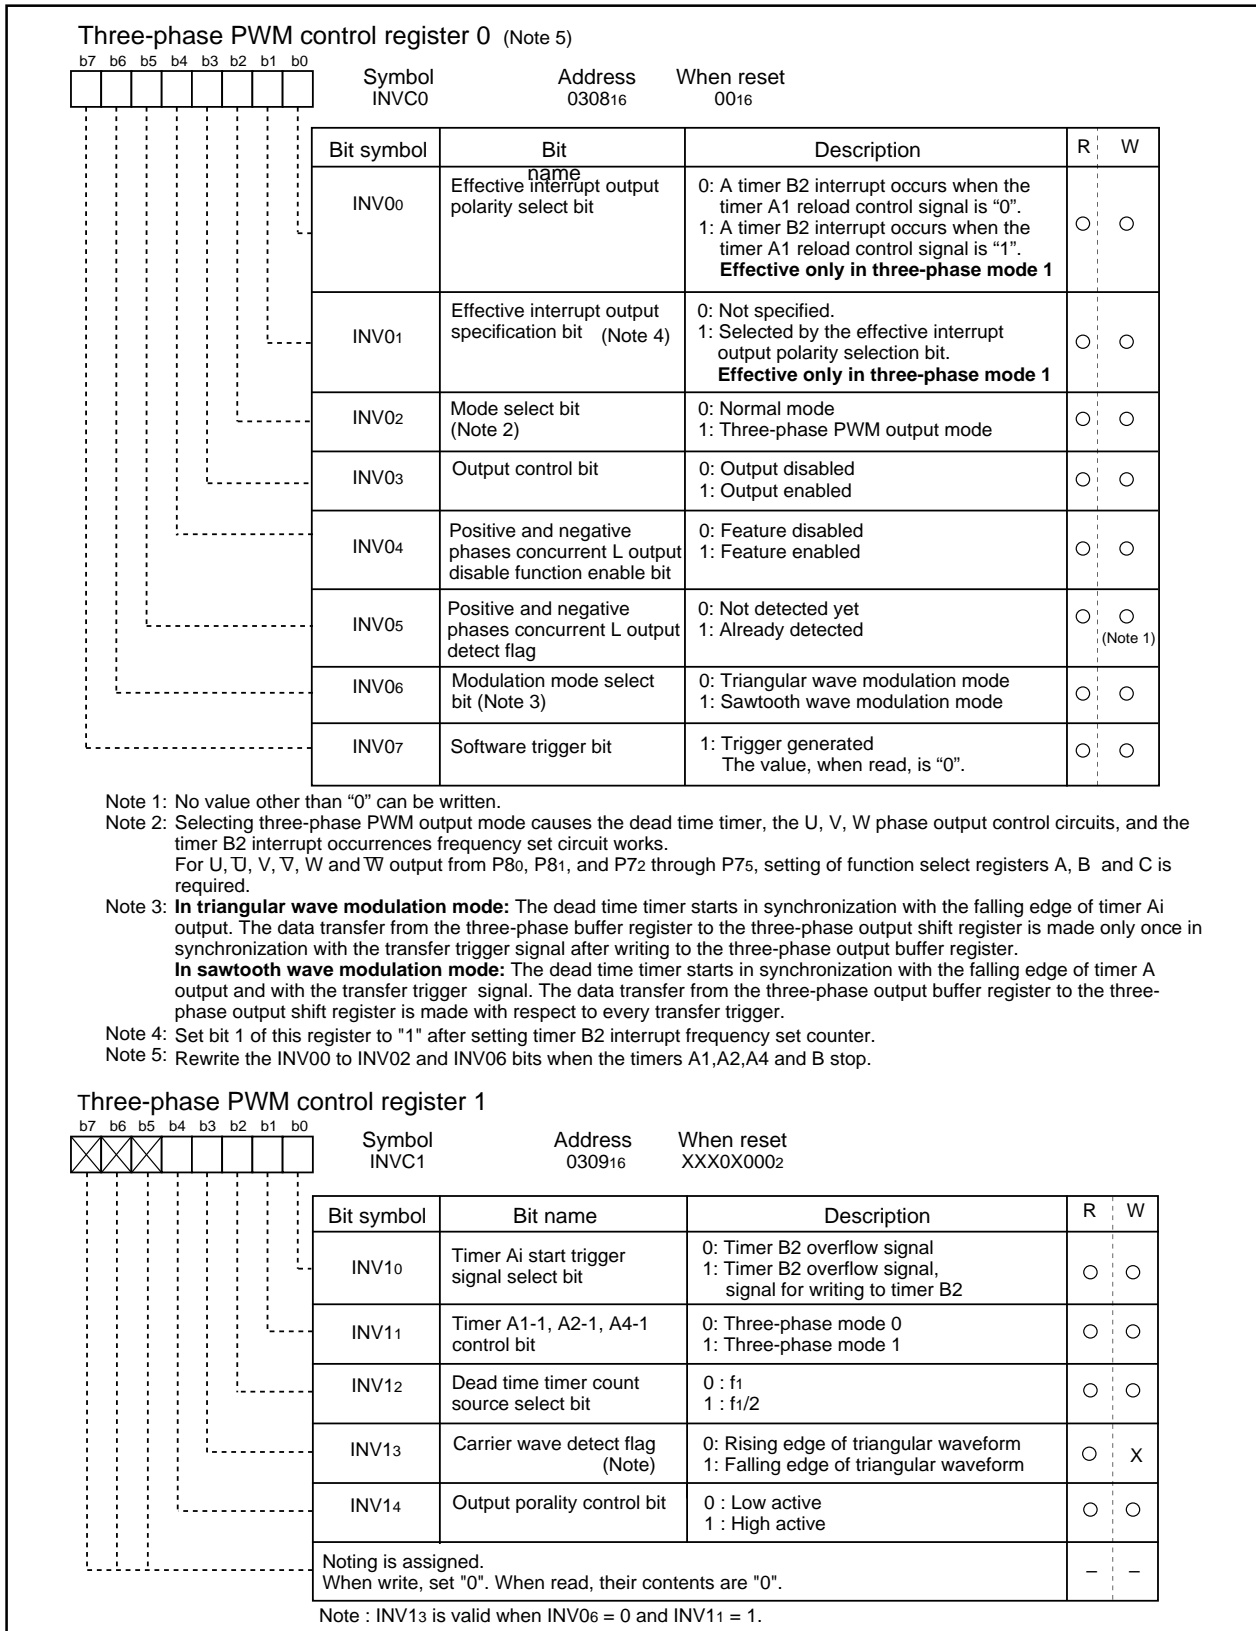 Three-phase PWM control register 0 (Note 5)
b7 b6 b5 b4 b3 b2 b1 b0
Symbol Address When reset
INVC0 030816 0016
Bit symbol Bit name Description R W
INV00 Effective interrupt output polarity select bit 0: A timer B2 interrupt occurs when the
timer A1 reload control signal is “0”.
1: A timer B2 interrupt occurs when the
timer A1 reload control signal is “1”.
Effective only in three-phase mode 1
INV01 Effective interrupt output specification bit (Note 4) 0: Not specified.
1: Selected by the effective interrupt
output polarity selection bit.
Effective only in three-phase mode 1
INV02 Mode select bit (Note 2) 0: Normal mode
1: Three-phase PWM output mode
INV03 Output control bit 0: Output disabled
1: Output enabled
INV04 Positive and negative phases concurrent L output disable function enable bit 0: Feature disabled
1: Feature enabled
INV05 Positive and negative phases concurrent L output detect flag 0: Not detected yet
1: Already detected
(Note 1)
INV06 Modulation mode select bit (Note 3) 0: Triangular wave modulation mode
1: Sawtooth wave modulation mode
INV07 Software trigger bit 1: Trigger generated
The value, when read, is “0”.
Note 1: No value other than “0” can be written.
Note 2: Selecting three-phase PWM output mode causes the dead time timer, the U, V, W phase output control circuits, and the
timer B2 interrupt occurrences frequency set circuit works.
For U, U̅, V, V̅, W and W̅ output from P80, P81, and P72 through P75, setting of function select registers A, B and C is
required.
Note 3: In triangular wave modulation mode: The dead time timer starts in synchronization with the falling edge of timer Ai
output. The data transfer from the three-phase buffer register to the three-phase output shift register is made only once in
synchronization with the transfer trigger signal after writing to the three-phase output buffer register.
In sawtooth wave modulation mode: The dead time timer starts in synchronization with the falling edge of timer A
output and with the transfer trigger signal. The data transfer from the three-phase output buffer register to the three-
phase output shift register is made with respect to every transfer trigger.
Note 4: Set bit 1 of this register to "1" after setting timer B2 interrupt frequency set counter.
Note 5: Rewrite the INV00 to INV02 and INV06 bits when the timers A1,A2,A4 and B stop.
Three-phase PWM control register 1
b7 b6 b5 b4 b3 b2 b1 b0
Symbol Address When reset
INVC1 030916 XXX0X0002
Bit symbol Bit name Description R W
INV10 Timer Ai start trigger signal select bit 0: Timer B2 overflow signal
1: Timer B2 overflow signal,
signal for writing to timer B2
INV11 Timer A1-1, A2-1, A4-1 control bit 0: Three-phase mode 0
1: Three-phase mode 1
INV12 Dead time timer count source select bit 0 : f1
1 : f1/2
INV13 Carrier wave detect flag (Note) 0: Rising edge of triangular waveform
1: Falling edge of triangular waveform X
INV14 Output porality control bit 0 : Low active
1 : High active
Noting is assigned.
When write, set "0". When read, their contents are "0". – –
Note : INV13 is valid when INV06 = 0 and INV11 = 1.